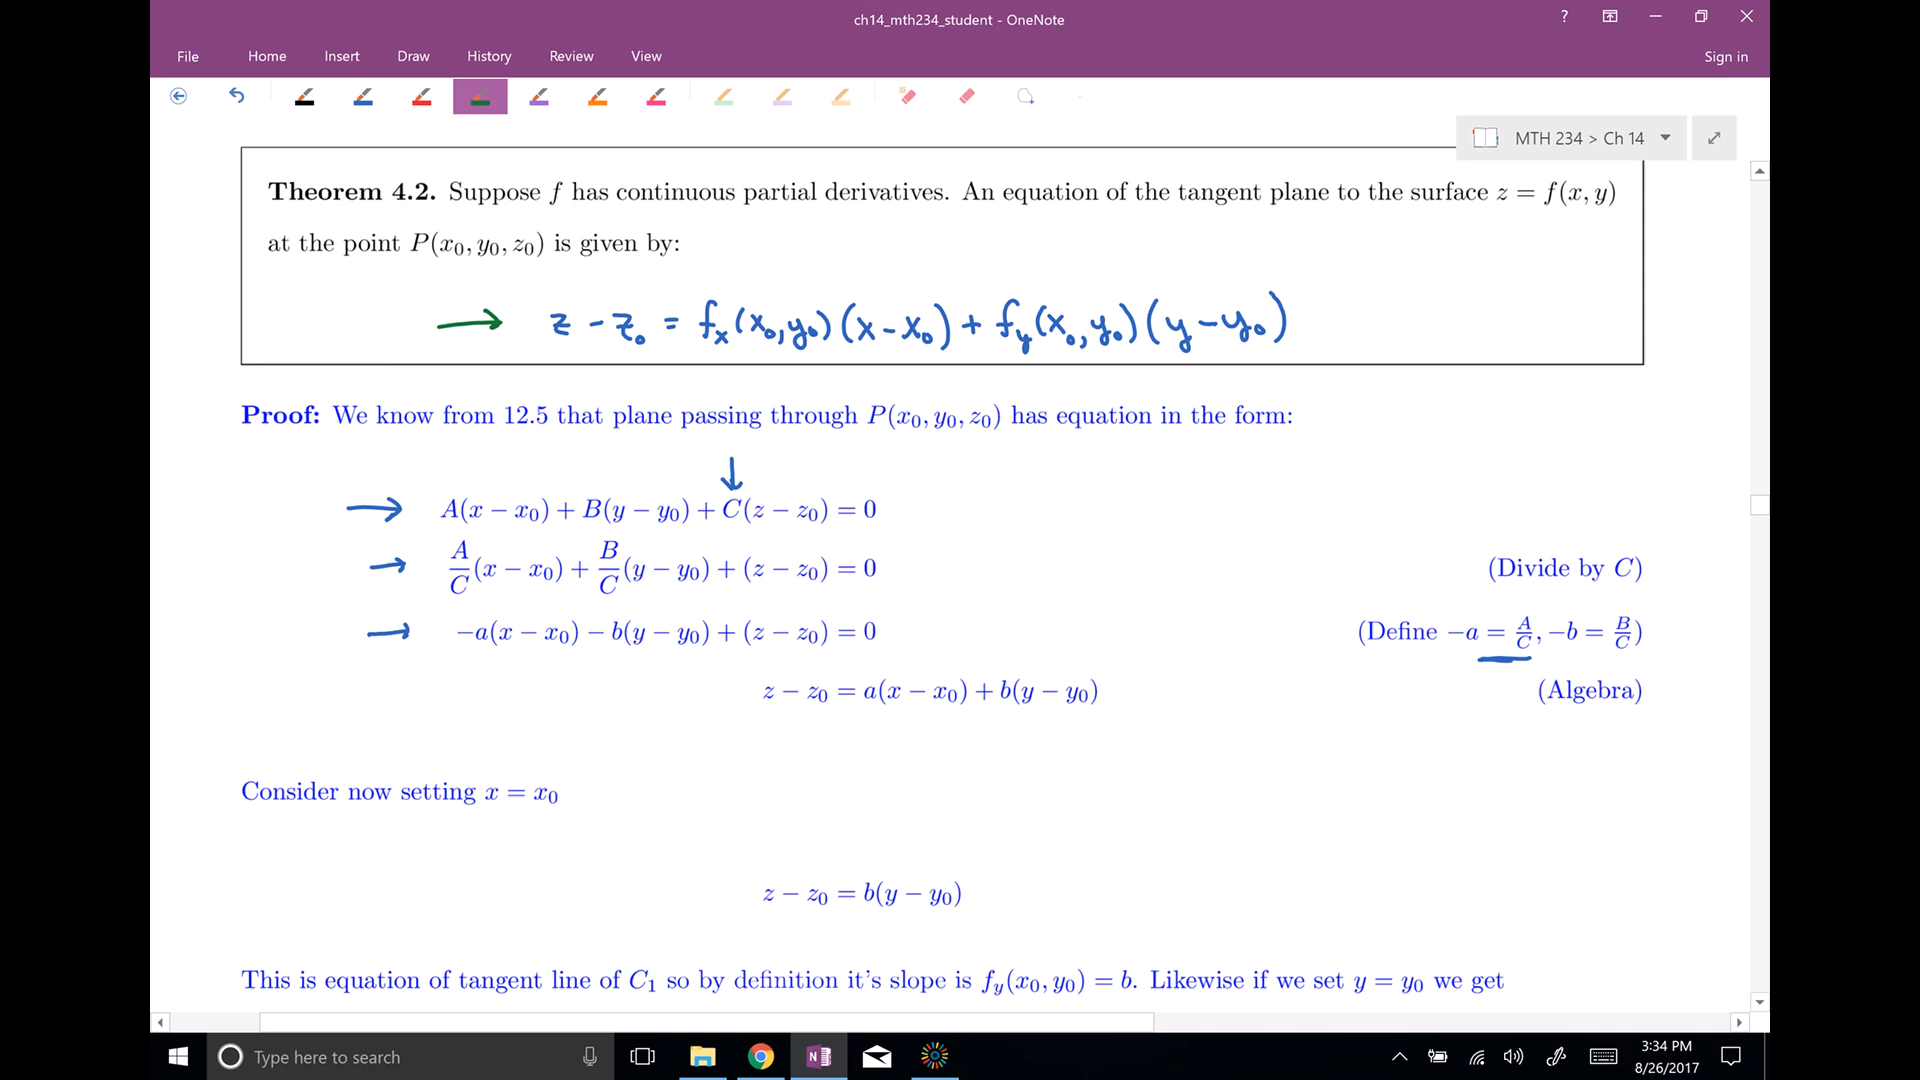 ch14_mth234_student - OneNote
?
File Home Insert Draw History Review View Sign in
MTH 234 > Ch 14
Theorem 4.2. Suppose f has continuous partial derivatives. An equation of the tangent plane to the surface z = f(x, y)
at the point P(x₀, y₀, z₀) is given by:
→ z - z₀ = fₓ(x₀, y₀)(x - x₀) + f_y(x₀, y₀)(y - y₀)
Proof: We know from 12.5 that plane passing through P(x₀, y₀, z₀) has equation in the form:
↓
→ A(x − x₀) + B(y − y₀) + C(z − z₀) = 0
→ A/C(x − x₀) + B/C(y − y₀) + (z − z₀) = 0 (Divide by C)
→ −a(x − x₀) − b(y − y₀) + (z − z₀) = 0 (Define −a = A/C, −b = B/C)
z − z₀ = a(x − x₀) + b(y − y₀) (Algebra)
Consider now setting x = x₀
z − z₀ = b(y − y₀)
This is equation of tangent line of C₁ so by definition it's slope is f_y(x₀, y₀) = b. Likewise if we set y = y₀ we get
Type here to search
N
3:34 PM
8/26/2017